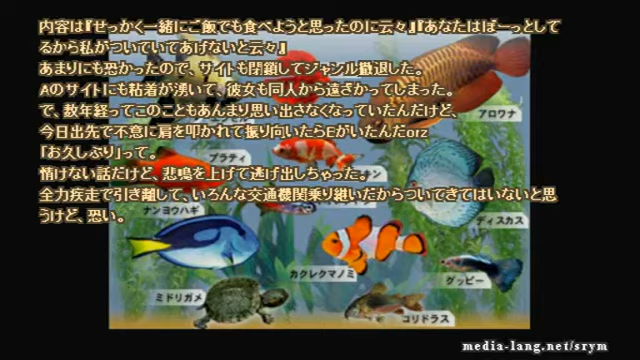 内容は『せっかく一緒にご飯でも食べようと思ったのに云々』『あなたはぼーっとして
るから私がついていてあげないと云々』
あまりにも恐かったので、サイトも閉鎖してジャンル撤退した。
Aのサイトにも粘着が湧いて、彼女も同人から遠ざかってしまった。
で、数年経ってこのこともあんまり思い出さなくなっていたんだけど、
今日出先で不意に肩を叩かれて振り向いたらEがいたんだorz
「お久しぶり」って。
情けない話だけど、悲鳴を上げて逃げ出しちゃった。
全力疾走で引き離して、いろんな交通機関乗り継いだからついてきてはいないと思
うけど、恐い。
アロワナ
プラティ
ナンヨウハギ
ディスカス
カクレクマノミ
グッピー
ミドリガメ
コリドラス
media-lang.net/srym